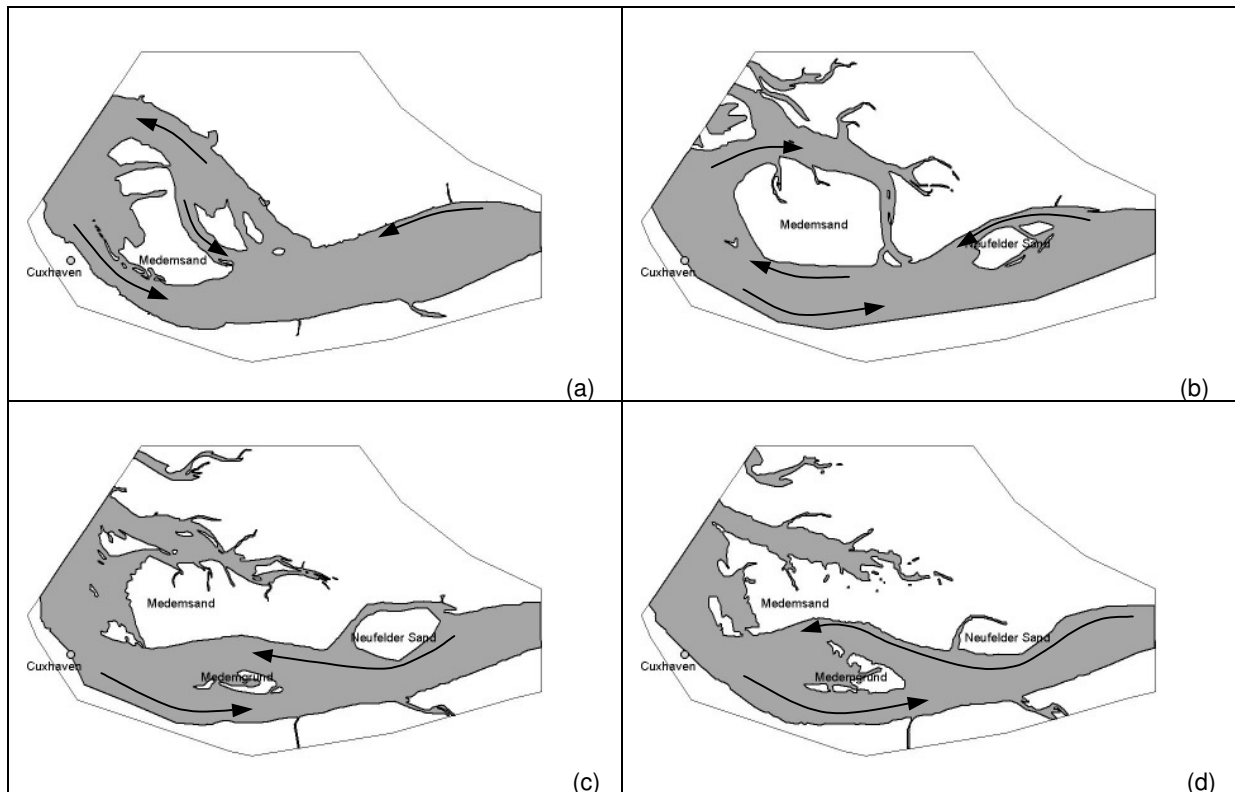 Medemsand
Cuxhaven
(a)
Medemsand
Neufelder Sand
Cuxhaven
(b)
Medemsand
Neufelder Sand
Cuxhaven
Medemgrund
(c)
Medemsand
Neufelder Sand
Cuxhaven
Medemgrund
(d)